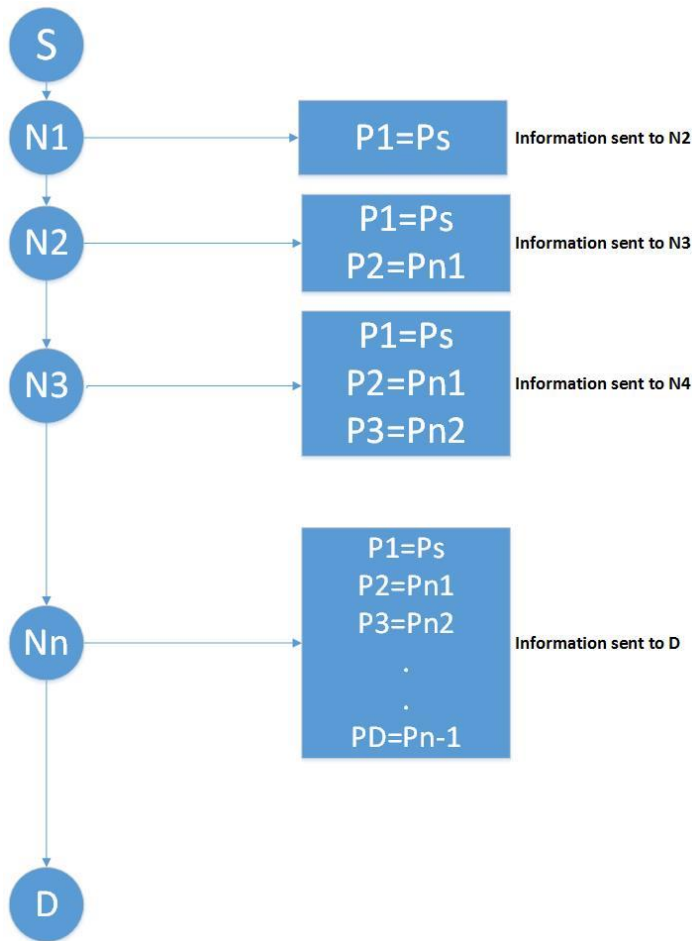 S
N1
P1=Ps
Information sent to N2
N2
P1=Ps
P2=Pn1
Information sent to N3
N3
P1=Ps
P2=Pn1
P3=Pn2
Information sent to N4
Nn
P1=Ps
P2=Pn1
P3=Pn2
.
.
PD=Pn-1
Information sent to D
D